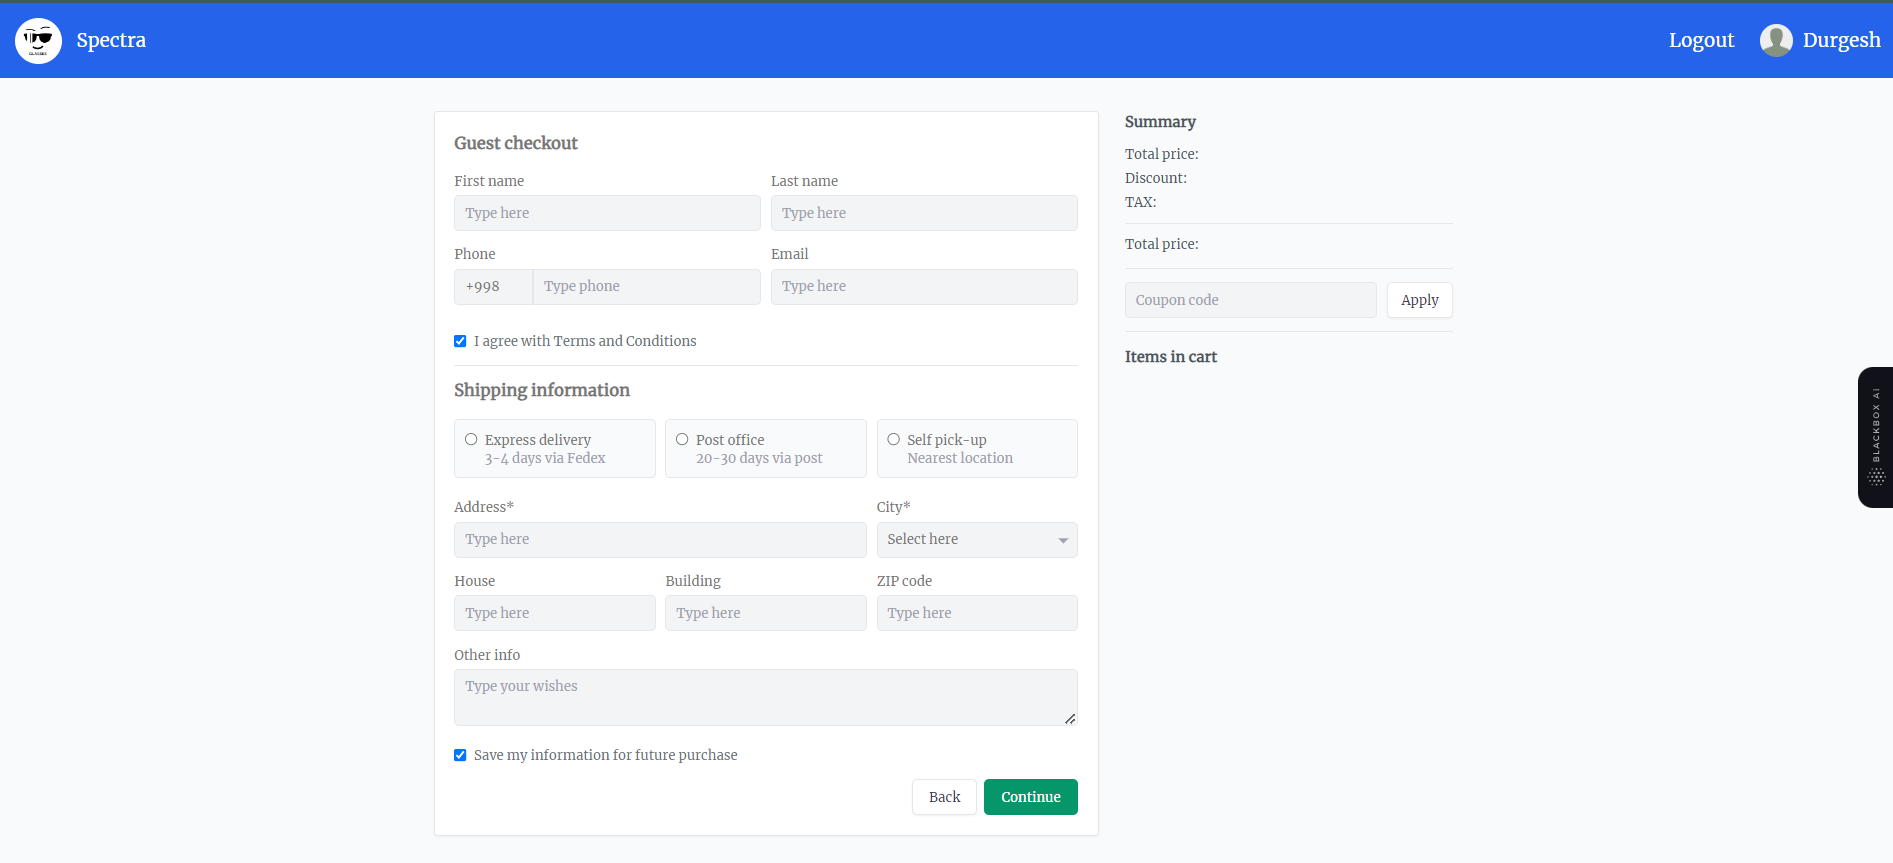 Spectra
Logout
Durgesh
Guest checkout
First name
Last name
Type here
Type here
Phone
Email
+998
Type phone
Type here
I agree with Terms and Conditions
Shipping information
Express delivery
3-4 days via Fedex
Post office
20-30 days via post
Self pick-up
Nearest location
Address*
City*
Type here
Select here
House
Building
ZIP code
Type here
Type here
Type here
Other info
Type your wishes
Save my information for future purchase
Back
Continue
Summary
Total price:
Discount:
TAX:
Total price:
Coupon code
Apply
Items in cart
BLACKBOX AI